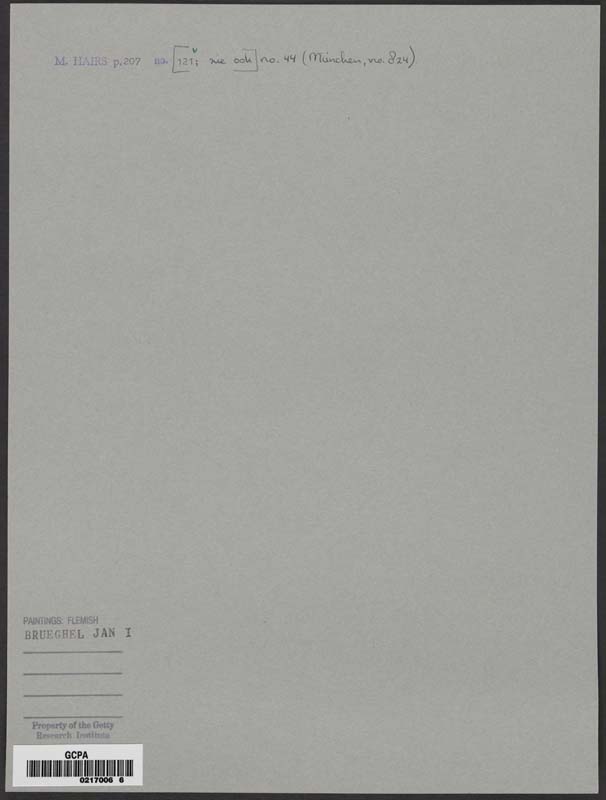 M. HAIRS p.207 no. [121; zie ook] no. 44 (München, no. 824)
PAINTINGS: FLEMISH
BRUEGHEL JAN I
Property of the Getty
Research Institute
GCPA
0217006 6